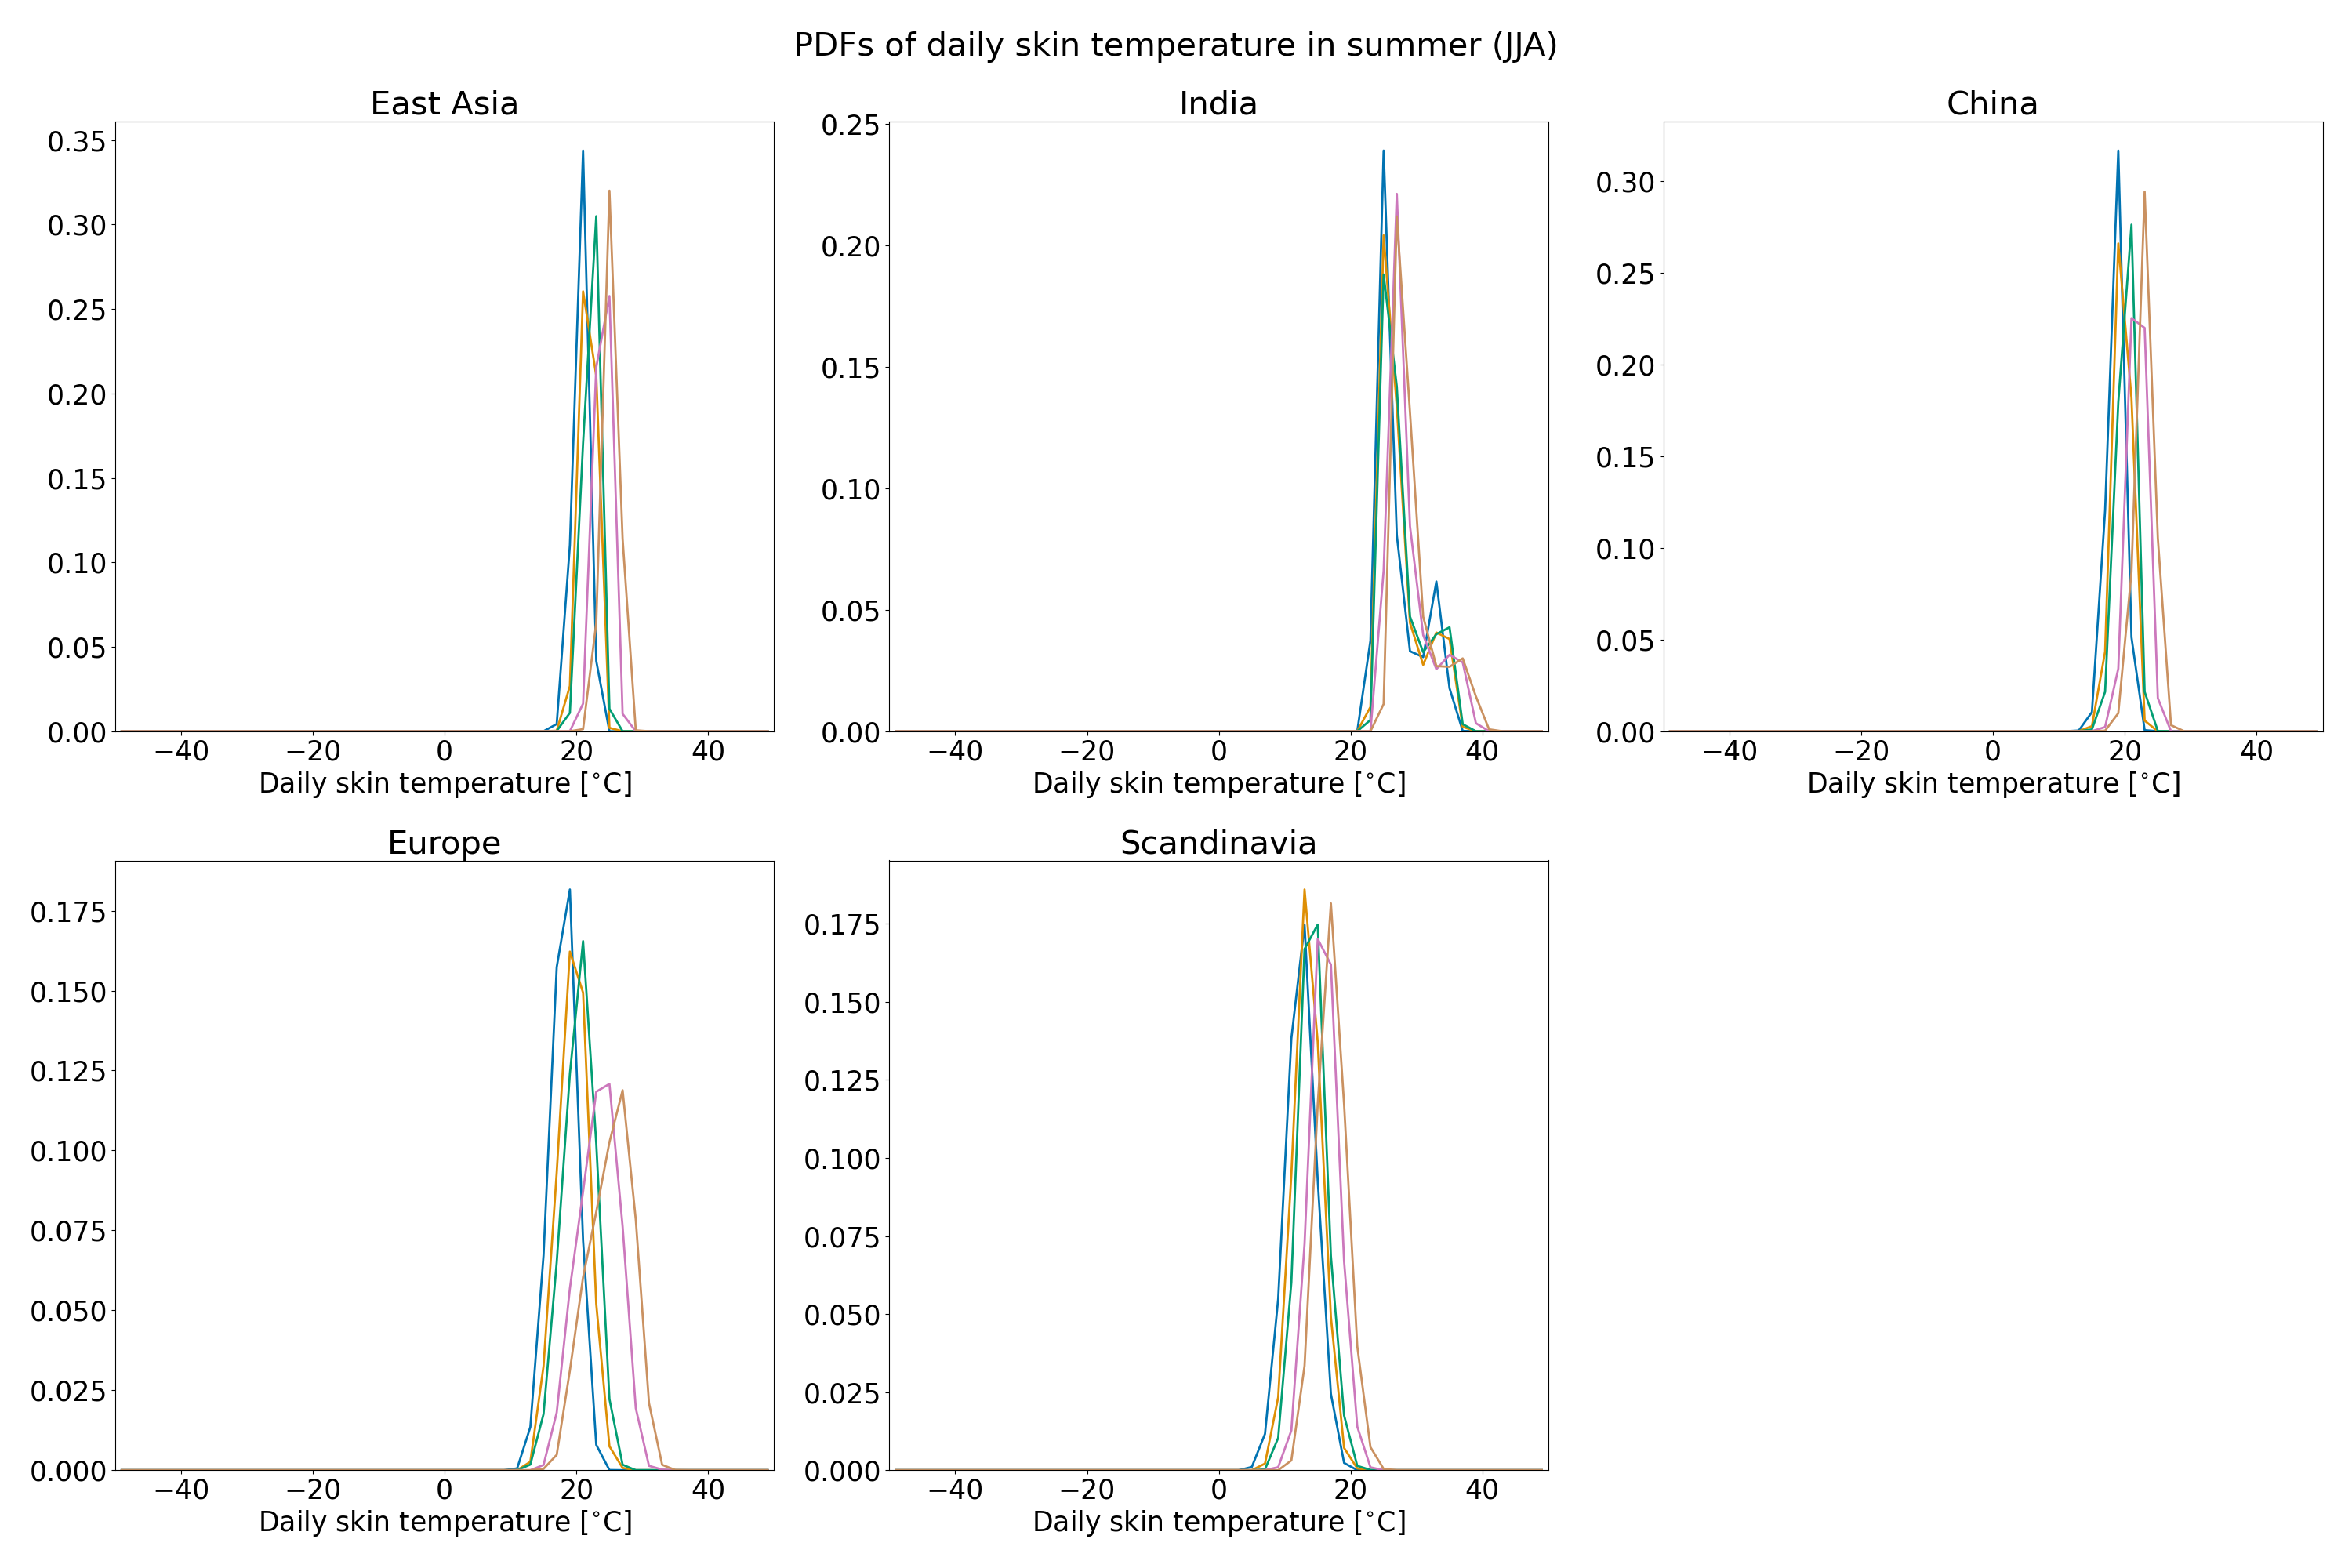 PDFs of daily skin temperature in summer (JJA)
East Asia
0.35
0.30
0.25
0.20
0.15
0.10
0.05
0.00
−40 −20 0 20 40
Daily skin temperature [°C]
India
0.25
0.20
0.15
0.10
0.05
0.00
−40 −20 0 20 40
Daily skin temperature [°C]
China
0.30
0.25
0.20
0.15
0.10
0.05
0.00
−40 −20 0 20 40
Daily skin temperature [°C]
Europe
0.175
0.150
0.125
0.100
0.075
0.050
0.025
0.000
−40 −20 0 20 40
Daily skin temperature [°C]
Scandinavia
0.175
0.150
0.125
0.100
0.075
0.050
0.025
0.000
−40 −20 0 20 40
Daily skin temperature [°C]